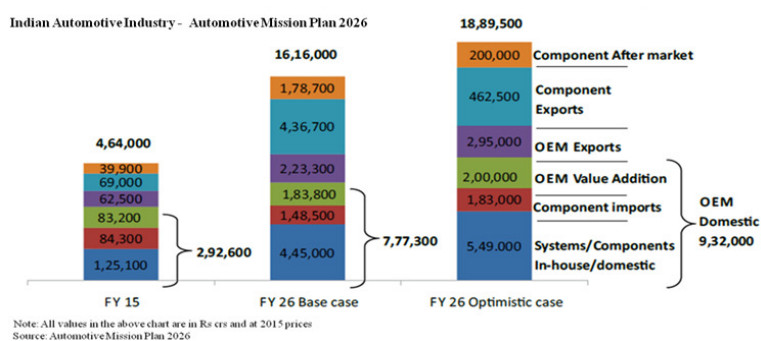 Indian Automotive Industry - Automotive Mission Plan 2026
4,64,000
39,900
69,000
62,500
83,200
84,300
1,25,100
2,92,600
FY 15
16,16,000
1,78,700
4,36,700
2,23,300
1,83,800
1,48,500
4,45,000
7,77,300
FY 26 Base case
18,89,500
200,000
462,500
2,95,000
2,00,000
1,83,000
5,49.000
FY 26 Optimistic case
Component After market
Component
Exports
OEM Exports
OEM Value Addition
Component imports
Systems/Components
In-house/domestic
OEM
Domestic
9,32,000
Note: All values in the above chart are in Rs crs and at 2015 prices
Source: Automotive Mission Plan 2026